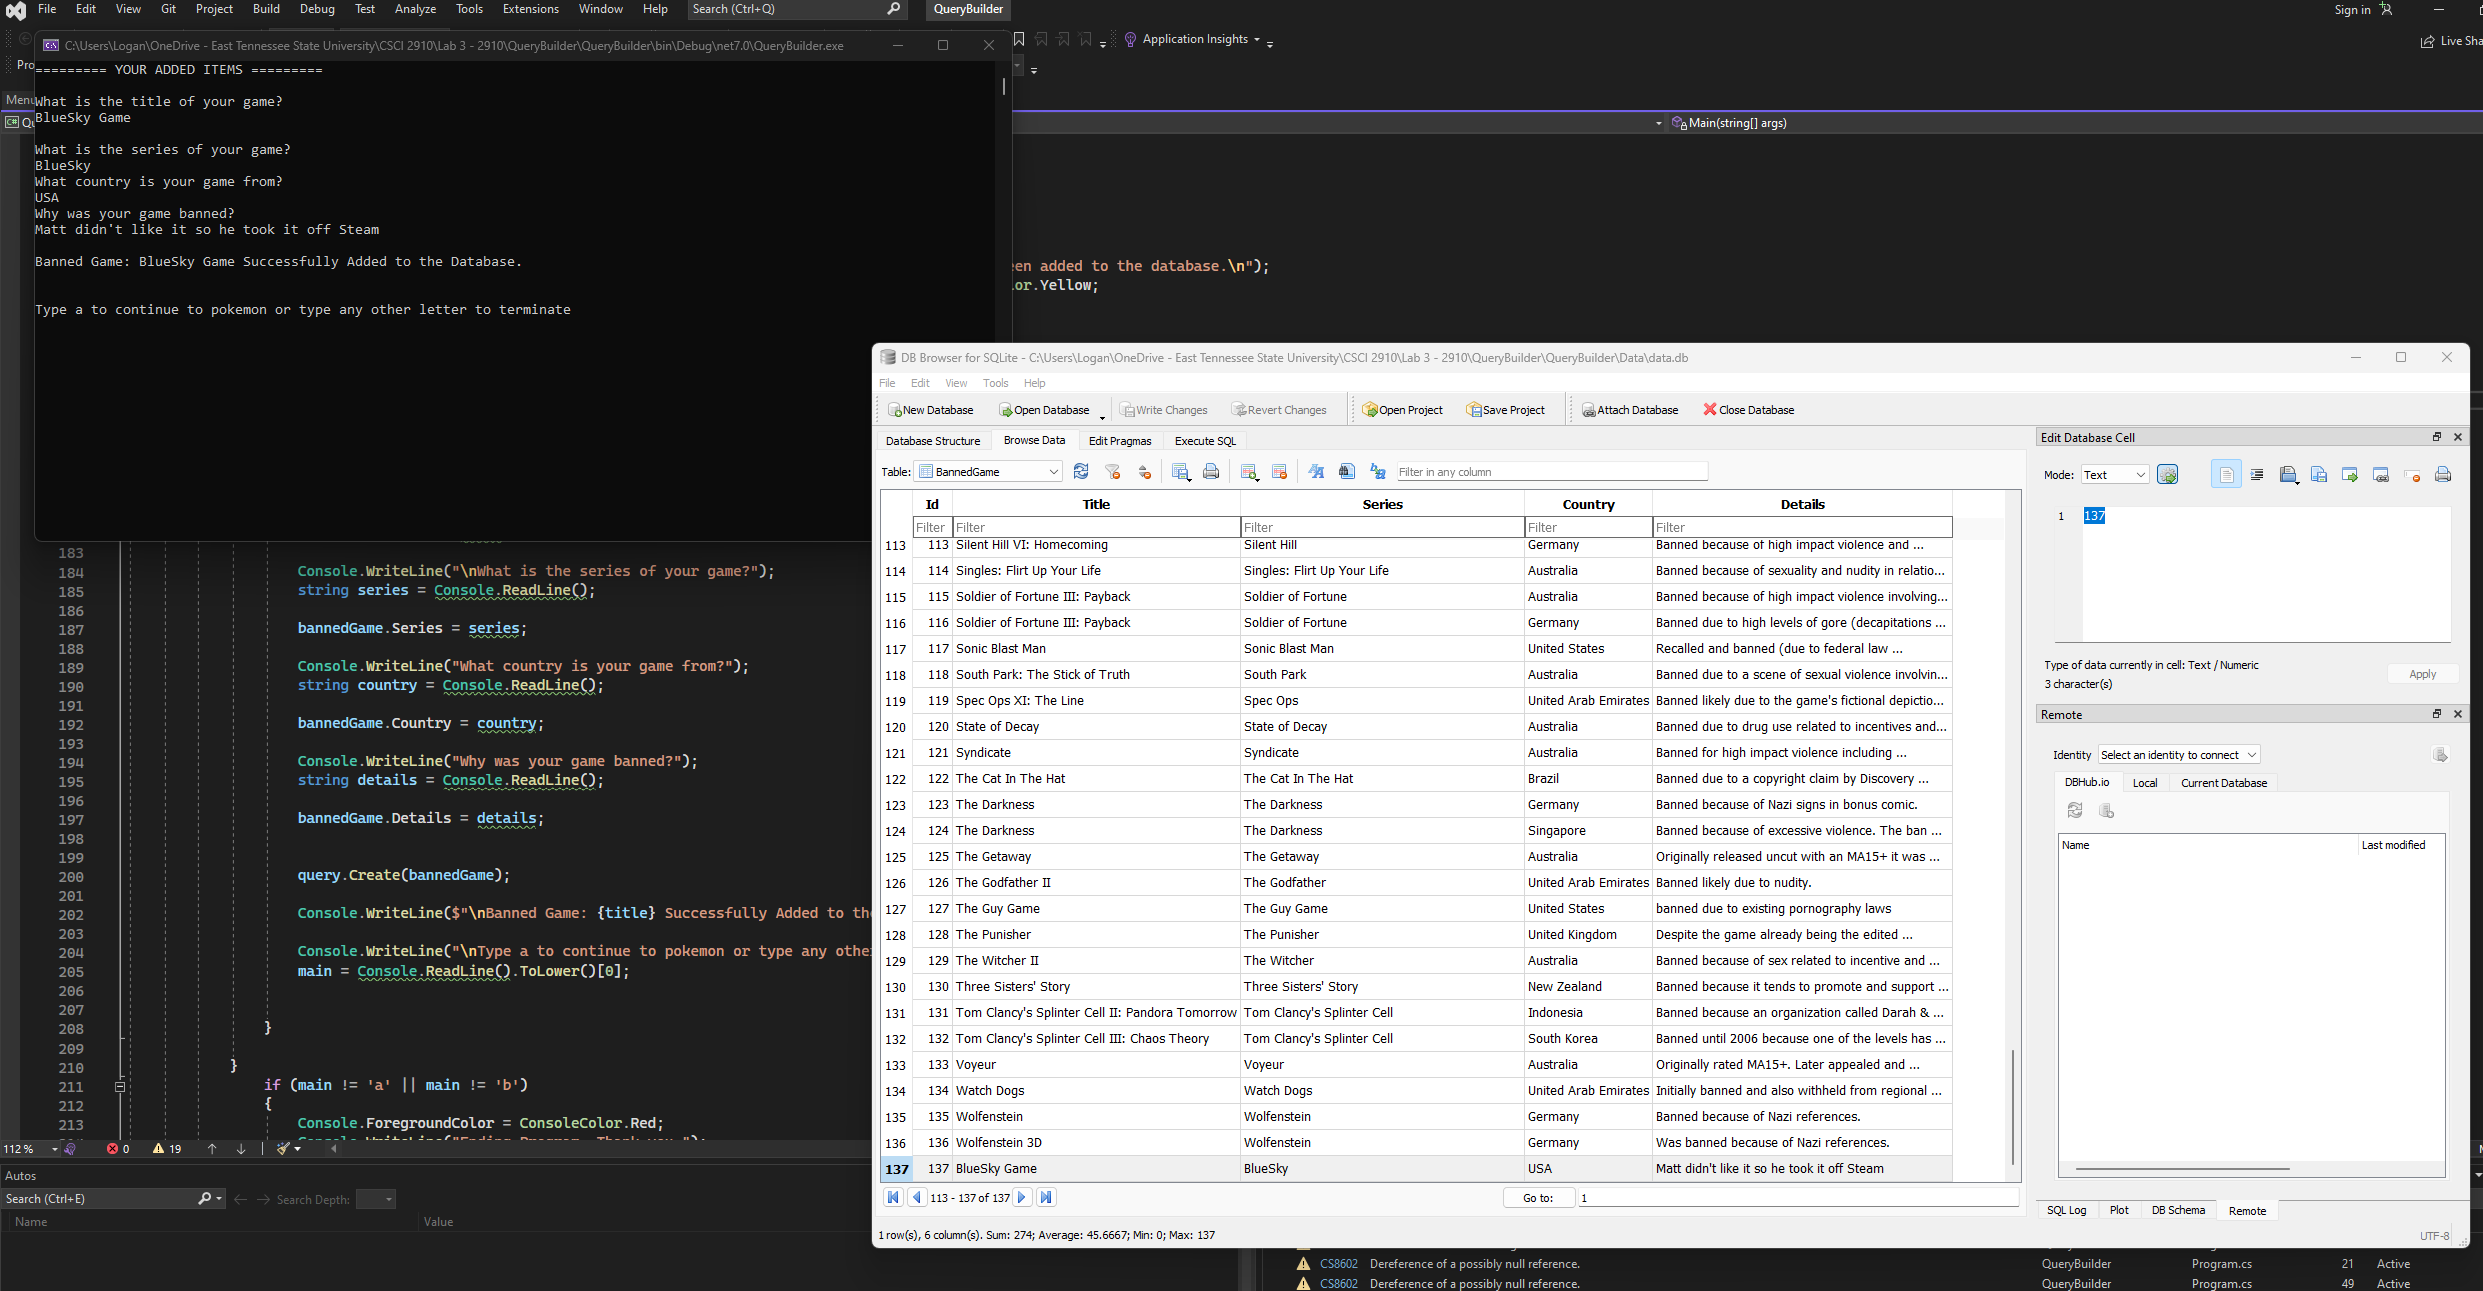 File Edit View Git Project Build Debug Test Analyze Tools Extensions Window Help Search (Ctrl+Q) QueryBuilder Sign in
C:\Users\Logan\OneDrive - East Tennessee State University\CSCI 2910\Lab 3 - 2910\QueryBuilder\QueryBuilder\bin\Debug\net7.0\QueryBuilder.exe
Application Insights Live Sha
Pro
========= YOUR ADDED ITEMS =========
Menu
What is the title of your game?
BlueSky Game
Qu
Main(string[] args)
What is the series of your game?
BlueSky
What country is your game from?
USA
Why was your game banned?
Matt didn't like it so he took it off Steam
Banned Game: BlueSky Game Successfully Added to the Database.
Type a to continue to pokemon or type any other letter to terminate
een added to the database.\n");
or.Yellow;
183
184 Console.WriteLine("\nWhat is the series of your game?");
185 string series = Console.ReadLine();
186
187 bannedGame.Series = series;
188
189 Console.WriteLine("What country is your game from?");
190 string country = Console.ReadLine();
191
192 bannedGame.Country = country;
193
194 Console.WriteLine("Why was your game banned?");
195 string details = Console.ReadLine();
196
197 bannedGame.Details = details;
198
199
200 query.Create(bannedGame);
201
202 Console.WriteLine($"\nBanned Game: {title} Successfully Added to the
203
204 Console.WriteLine("\nType a to continue to pokemon or type any othe
205 main = Console.ReadLine().ToLower()[0];
206
207
208 }
209
210 }
211 if (main != 'a' || main != 'b')
212 {
213 Console.ForegroundColor = ConsoleColor.Red;
112 % 0 19
Autos
Search (Ctrl+E) Search Depth:
Name Value
DB Browser for SQLite - C:\Users\Logan\OneDrive - East Tennessee State University\CSCI 2910\Lab 3 - 2910\QueryBuilder\QueryBuilder\Data\data.db
File Edit View Tools Help
New Database Open Database Write Changes Revert Changes Open Project Save Project Attach Database Close Database
Database Structure Browse Data Edit Pragmas Execute SQL
Table: BannedGame Filter in any column
Id Title Series Country Details
Filter Filter Filter Filter Filter
113 113 Silent Hill VI: Homecoming Silent Hill Germany Banned because of high impact violence and ...
114 114 Singles: Flirt Up Your Life Singles: Flirt Up Your Life Australia Banned because of sexuality and nudity in relatio...
115 115 Soldier of Fortune III: Payback Soldier of Fortune Australia Banned because of high impact violence involving...
116 116 Soldier of Fortune III: Payback Soldier of Fortune Germany Banned due to high levels of gore (decapitations ...
117 117 Sonic Blast Man Sonic Blast Man United States Recalled and banned (due to federal law ...
118 118 South Park: The Stick of Truth South Park Australia Banned due to a scene of sexual violence involvin...
119 119 Spec Ops XI: The Line Spec Ops United Arab Emirates Banned likely due to the game's fictional depictio...
120 120 State of Decay State of Decay Australia Banned due to drug use related to incentives and...
121 121 Syndicate Syndicate Australia Banned for high impact violence including ...
122 122 The Cat In The Hat The Cat In The Hat Brazil Banned due to a copyright claim by Discovery ...
123 123 The Darkness The Darkness Germany Banned because of Nazi signs in bonus comic.
124 124 The Darkness The Darkness Singapore Banned because of excessive violence. The ban ...
125 125 The Getaway The Getaway Australia Originally released uncut with an MA15+ it was ...
126 126 The Godfather II The Godfather United Arab Emirates Banned likely due to nudity.
127 127 The Guy Game The Guy Game United States banned due to existing pornography laws
128 128 The Punisher The Punisher United Kingdom Despite the game already being the edited ...
129 129 The Witcher II The Witcher Australia Banned because of sex related to incentive and ...
130 130 Three Sisters' Story Three Sisters' Story New Zealand Banned because it tends to promote and support ...
131 131 Tom Clancy's Splinter Cell II: Pandora Tomorrow Tom Clancy's Splinter Cell Indonesia Banned because an organization called Darah & ...
132 132 Tom Clancy's Splinter Cell III: Chaos Theory Tom Clancy's Splinter Cell South Korea Banned until 2006 because one of the levels has ...
133 133 Voyeur Voyeur Australia Originally rated MA15+. Later appealed and ...
134 134 Watch Dogs Watch Dogs United Arab Emirates Initially banned and also withheld from regional ...
135 135 Wolfenstein Wolfenstein Germany Banned because of Nazi references.
136 136 Wolfenstein 3D Wolfenstein Germany Was banned because of Nazi references.
137 137 BlueSky Game BlueSky USA Matt didn't like it so he took it off Steam
113 - 137 of 137 Go to: 1
1 row(s), 6 column(s). Sum: 274; Average: 45.6667; Min: 0; Max: 137
Edit Database Cell
Mode: Text
1 137
Type of data currently in cell: Text / Numeric
3 character(s)
Apply
Remote
Identity Select an identity to connect
DBHub.io Local Current Database
Name Last modified
SQL Log Plot DB Schema Remote
UTF-8
CS8602 Dereference of a possibly null reference. QueryBuilder Program.cs 21 Active
CS8602 Dereference of a possibly null reference. QueryBuilder Program.cs 49 Active